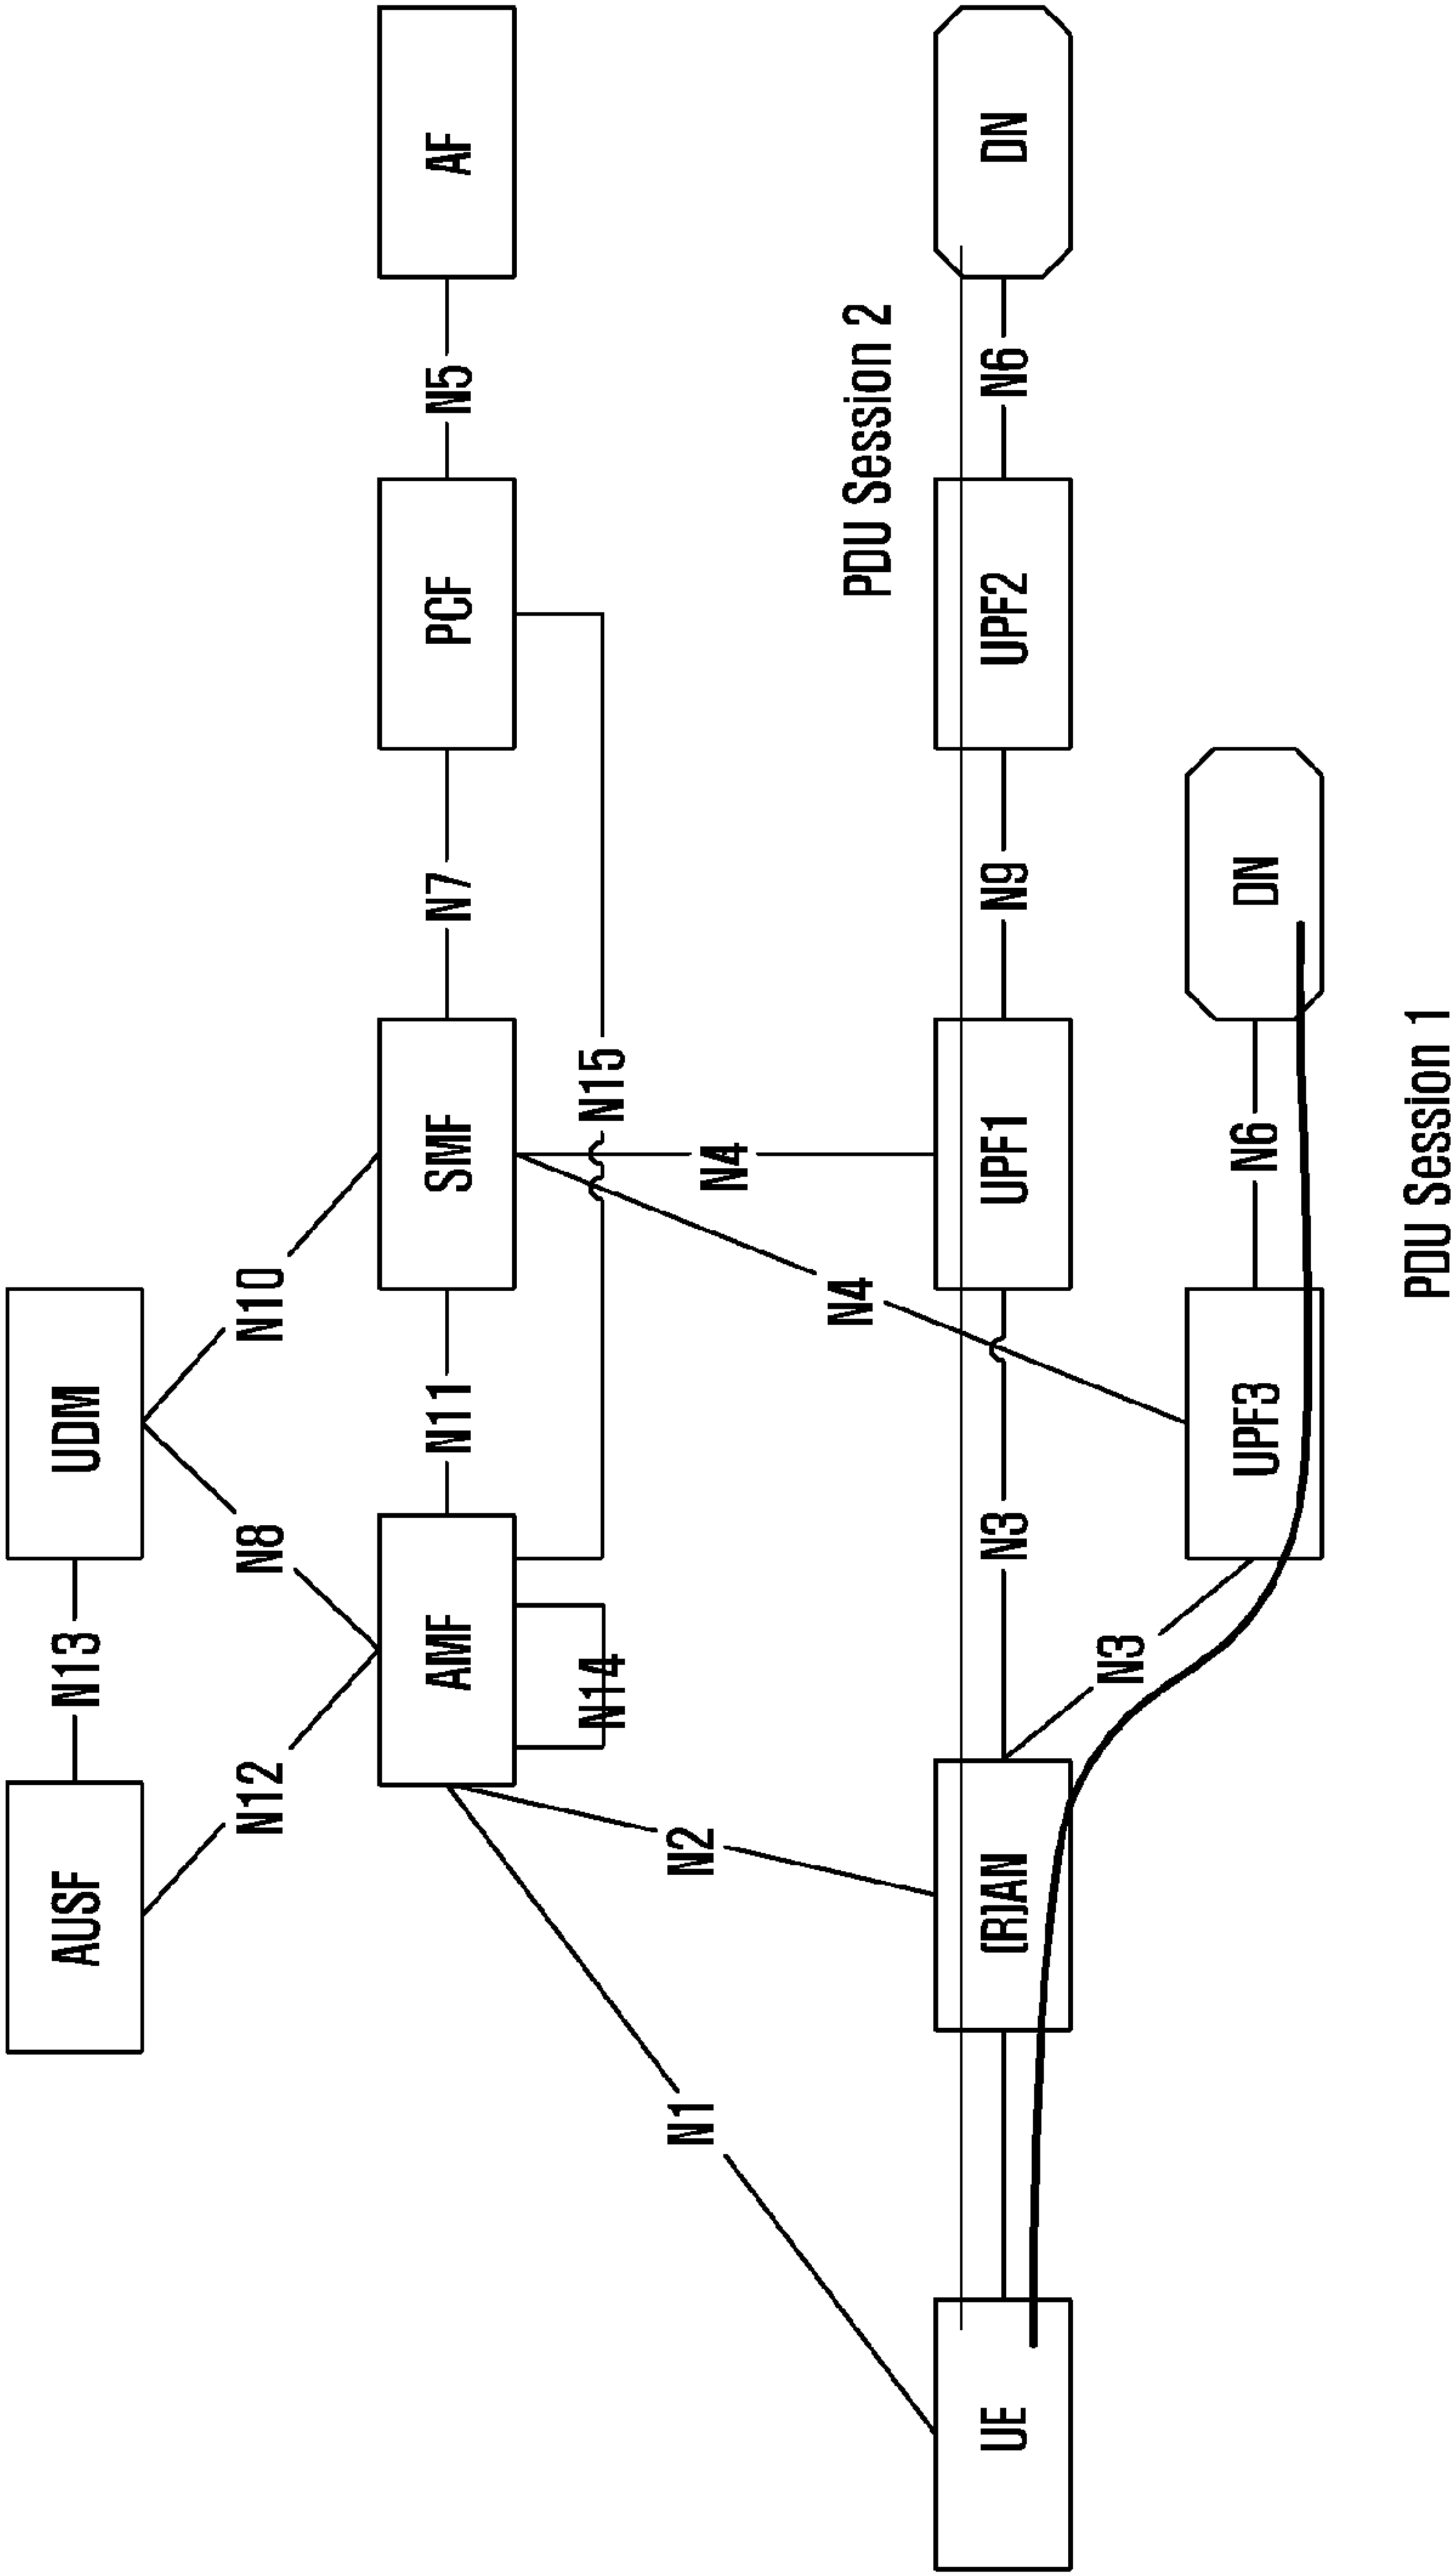 AUSF
N13
UDM
N12
N8
N10
AMF
N11
SMF
N7
PCF
N5
AF
N14
N15
N1
N2
N4
N4
PDU Session 2
UE
(R)AN
N3
UPF1
N9
UPF2
N6
DN
N3
UPF3
N6
DN
PDU Session 1